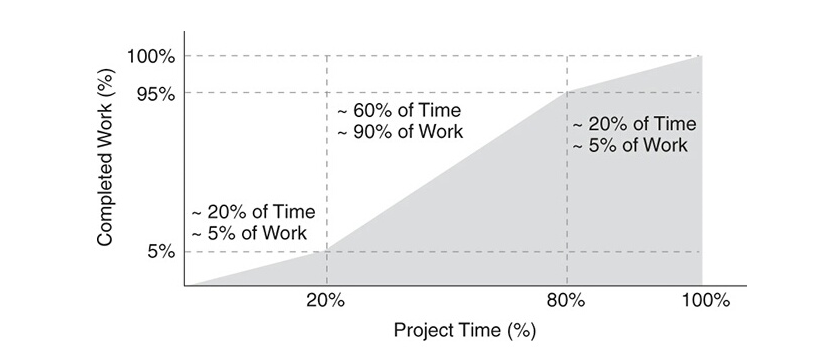 100%
95%
~ 60% of Time
~ 90% of Work
~ 20% of Time
~ 5% of Work
Completed Work (%)
~ 20% of Time
~ 5% of Work
5%
20%
80%
100%
Project Time (%)